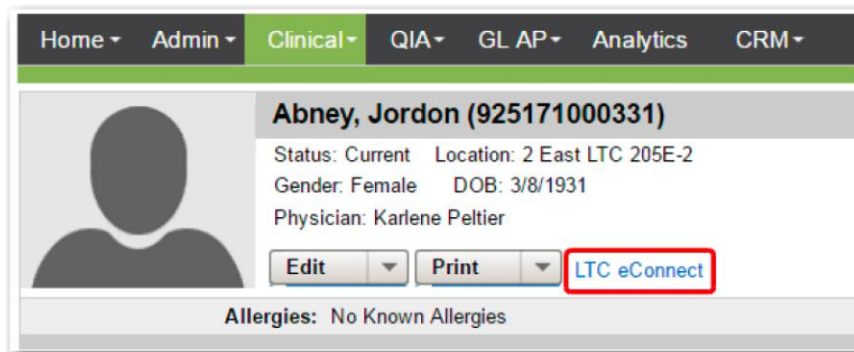 Home Admin Clinical QIA GL AP Analytics CRM
Abney, Jordon (925171000331)
Status: Current Location: 2 East LTC 205E-2
Gender: Female DOB: 3/8/1931
Physician: Karlene Peltier
Edit Print LTC eConnect
Allergies: No Known Allergies